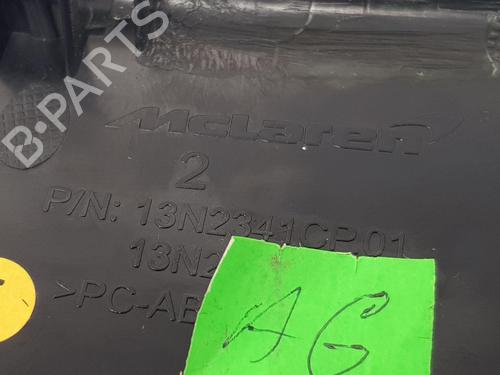 B-PARTS
McLaren
2
P/N: 13N2341CP.01
13N2
>PC-AB
AG